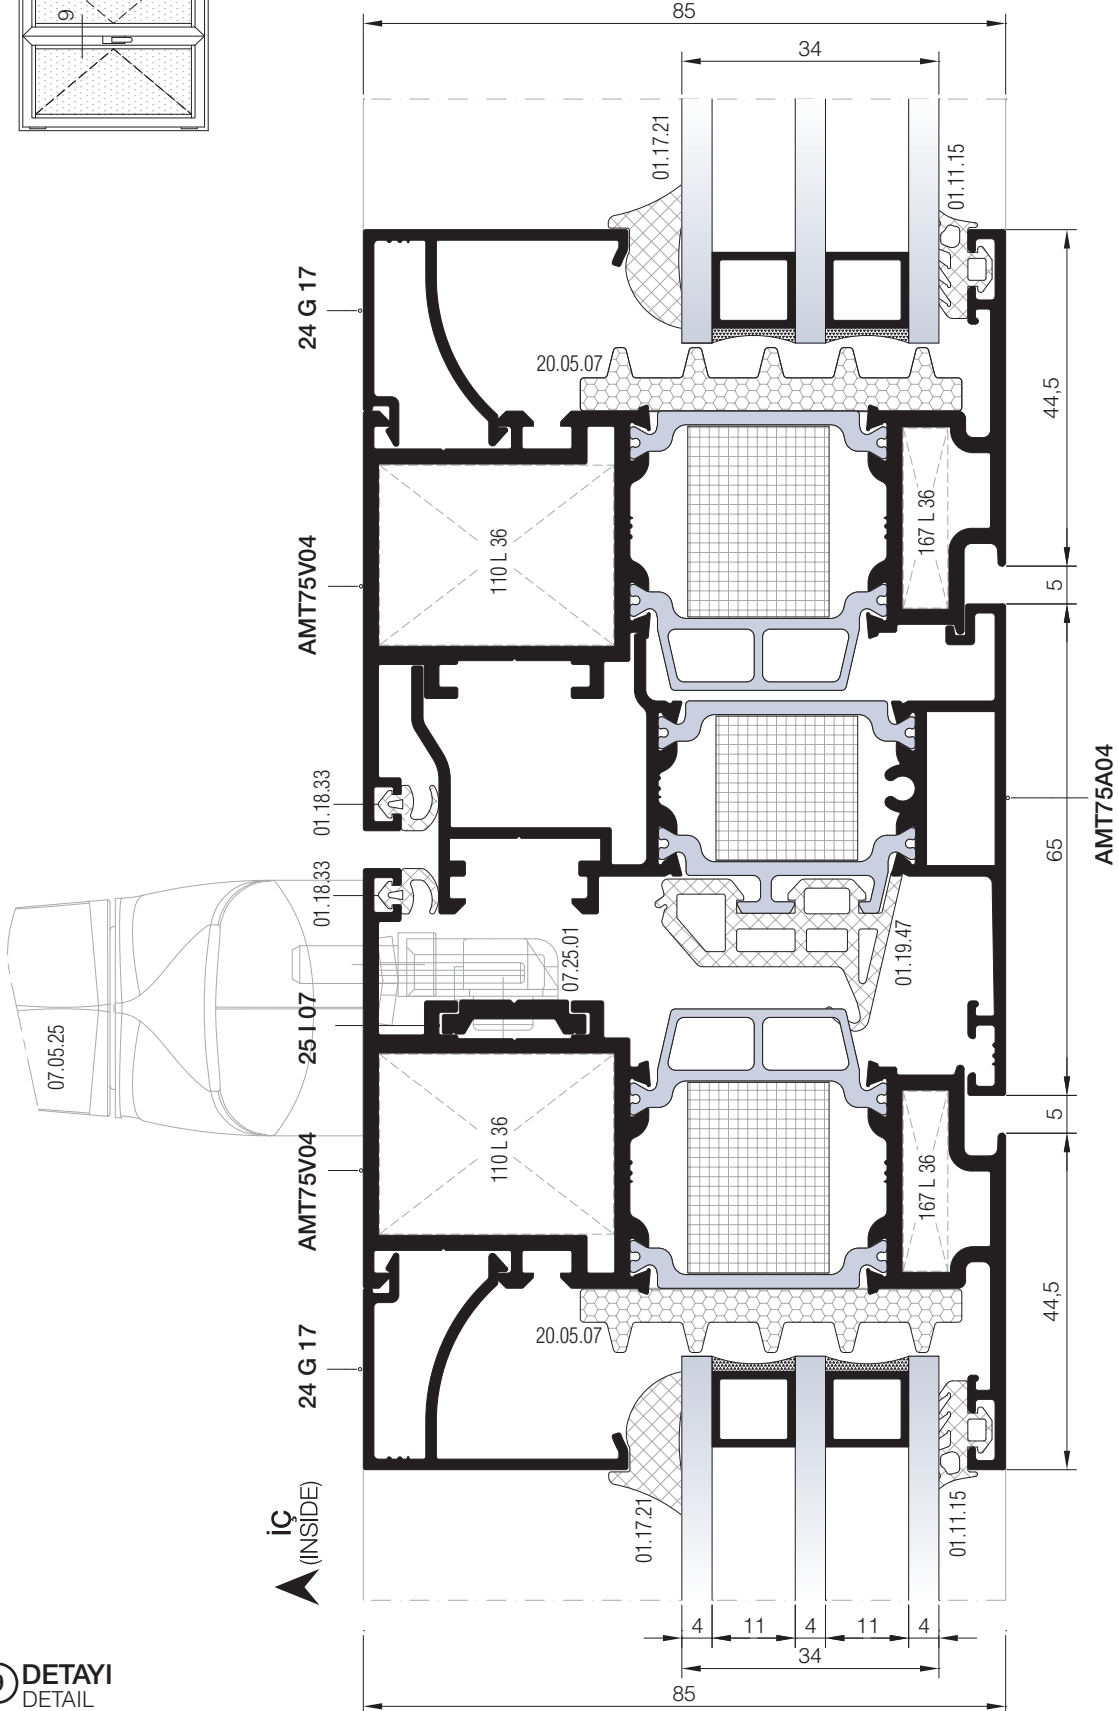 9
85
34
01.17.21
01.11.15
24 G 17
20.05.07
44,5
AMT75V04
110 L 36
167 L 36
5
01.18.33
AMT75A04
65
01.18.33
07.25.01
01.19.47
25 I 07
07.05.25
5
AMT75V04
110 L 36
167 L 36
44,5
20.05.07
24 G 17
İÇ
(INSIDE)
01.17.21
01.11.15
4 11 4 11 4
34
85
9 DETAYI
DETAIL